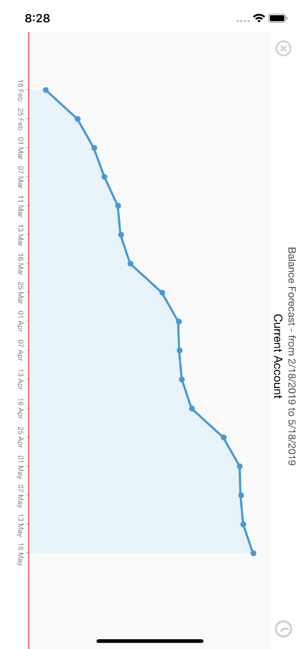 8:28
Balance Forecast - from 2/18/2019 to 5/18/2019
Current Account
18 Feb
25 Feb
01 Mar
07 Mar
11 Mar
13 Mar
16 Mar
25 Mar
01 Apr
07 Apr
13 Apr
16 Apr
25 Apr
01 May
07 May
13 May
16 May